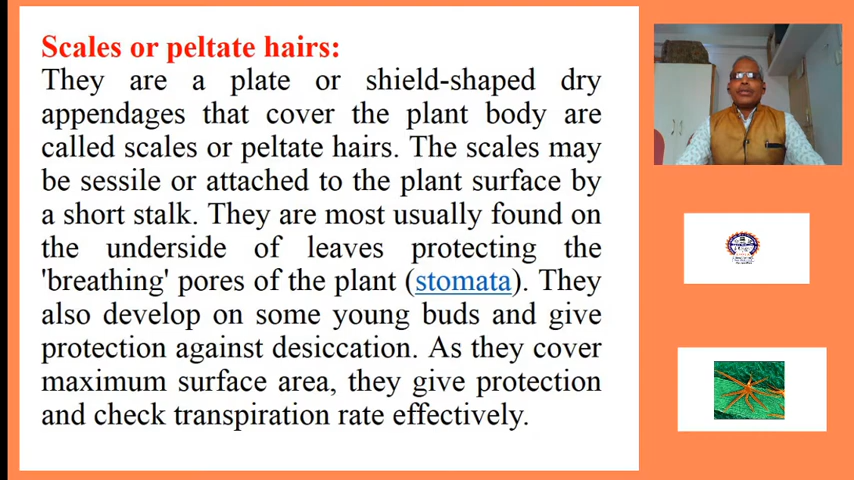 Scales or peltate hairs:
They are a plate or shield-shaped dry
appendages that cover the plant body are
called scales or peltate hairs. The scales may
be sessile or attached to the plant surface by
a short stalk. They are most usually found on
the underside of leaves protecting the
'breathing' pores of the plant (stomata). They
also develop on some young buds and give
protection against desiccation. As they cover
maximum surface area, they give protection
and check transpiration rate effectively.